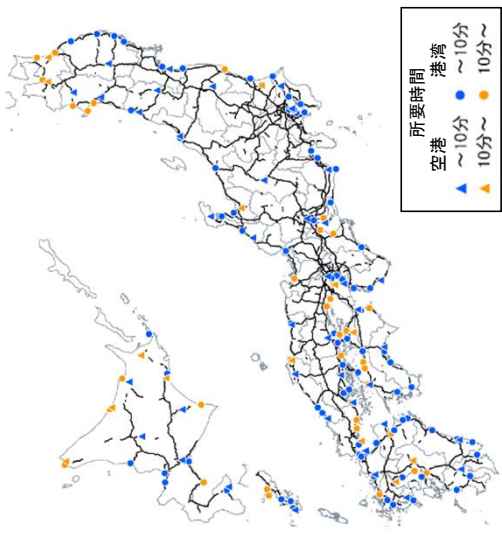 所要時間
空港 港湾
▲ ～10分 ● ～10分
▲ 10分～ ● 10分～